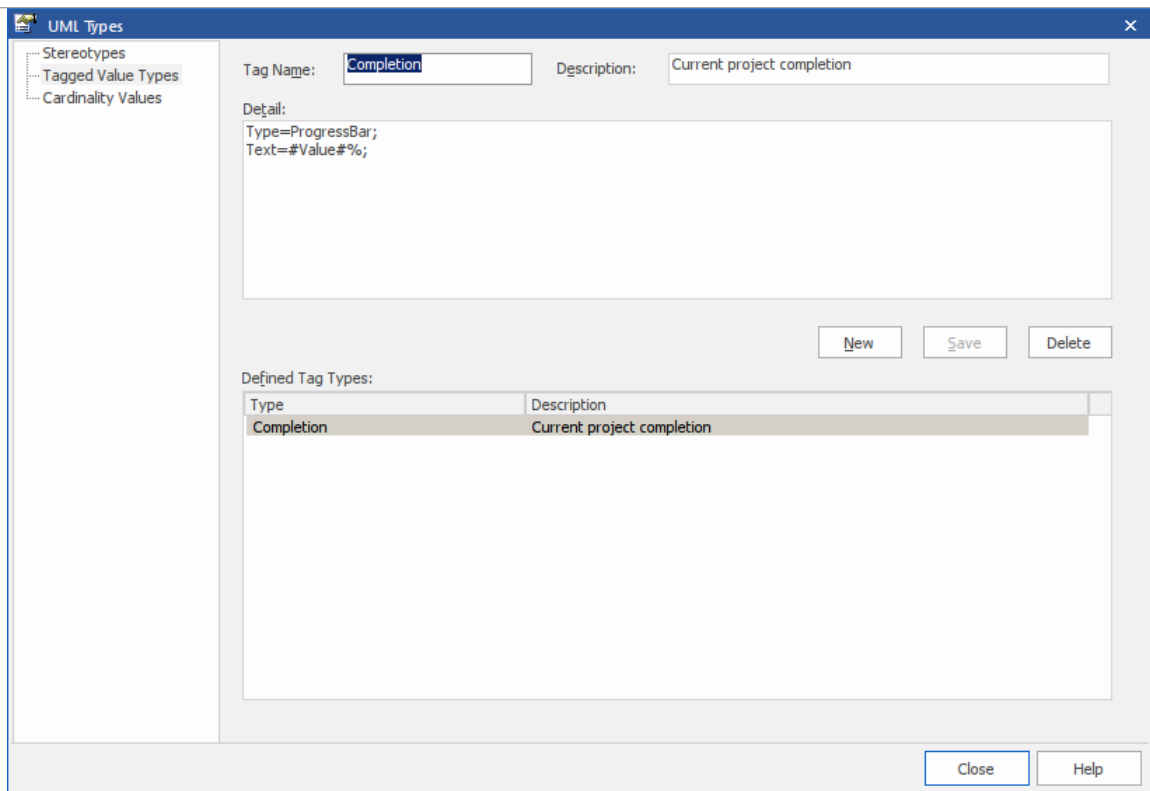 UML Types
Stereotypes
Tagged Value Types
Cardinality Values
Tag Name: Completion Description: Current project completion
Detail:
Type=ProgressBar;
Text=#Value#%;
New Save Delete
Defined Tag Types:
Type Description
Completion Current project completion
Close Help